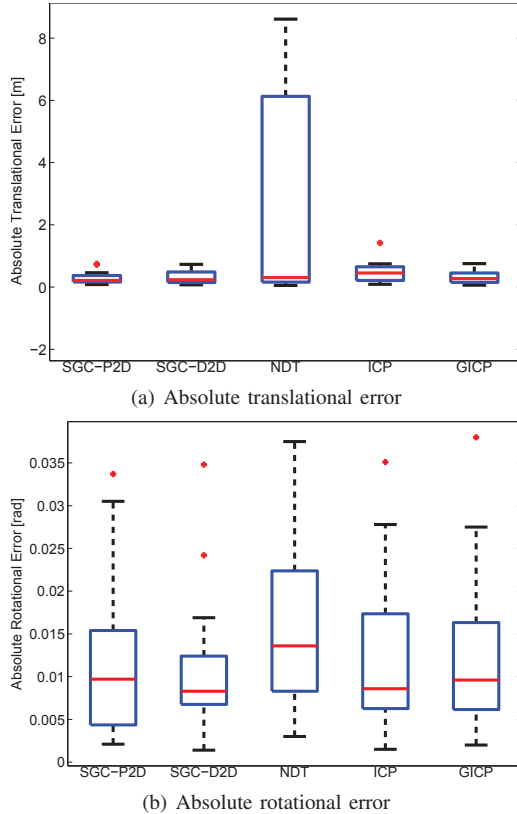 Absolute Translational Error [m]
8
6
4
2
0
−2
SGC−P2D SGC−D2D NDT ICP GICP
(a) Absolute translational error
Absolute Rotational Error [rad]
0.035
0.03
0.025
0.02
0.015
0.01
0.005
0
SGC−P2D SGC−D2D NDT ICP GICP
(b) Absolute rotational error